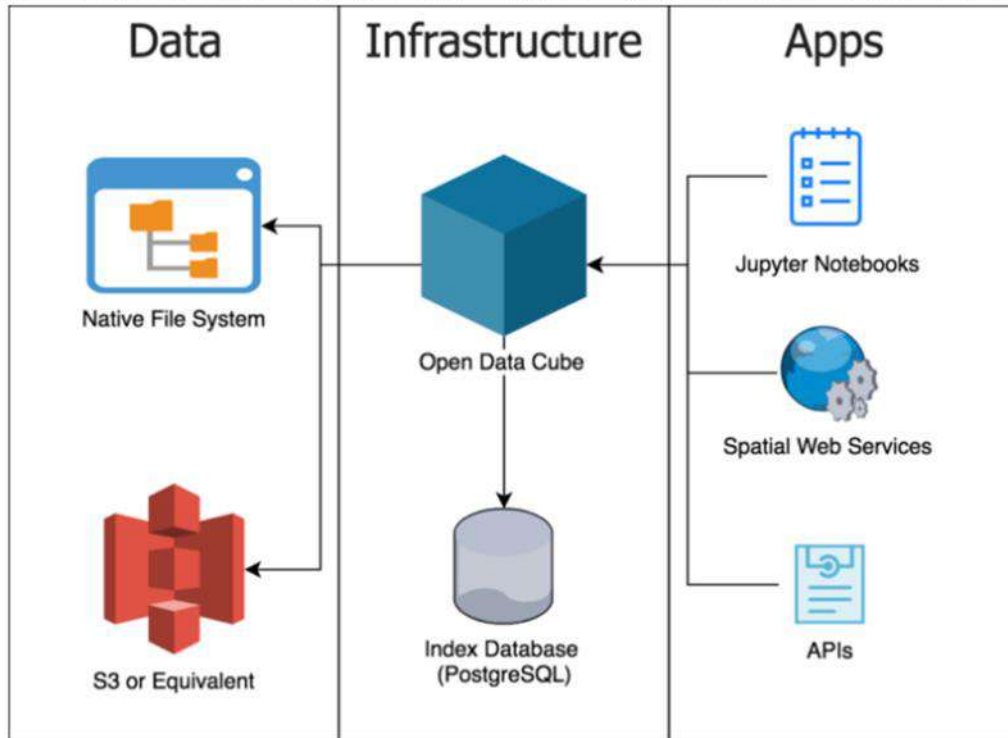 Data
Infrastructure
Apps
Native File System
Open Data Cube
Jupyter Notebooks
Spatial Web Services
S3 or Equivalent
Index Database
(PostgreSQL)
APIs